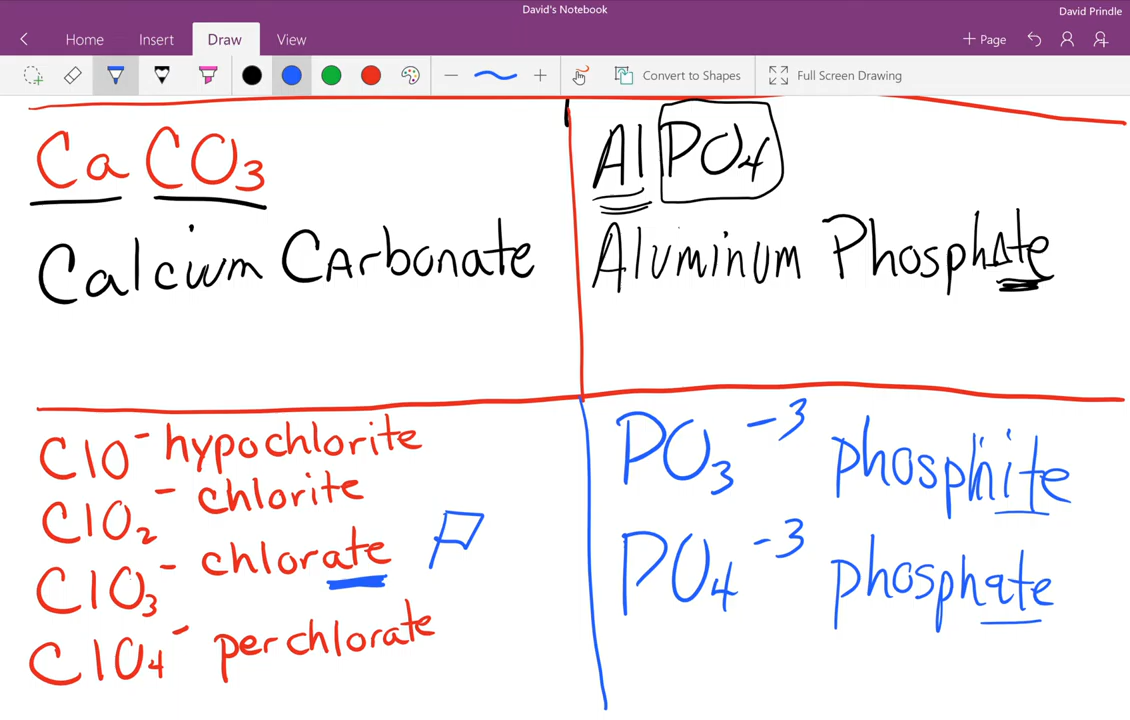 David's Notebook
David Prindle
Home Insert Draw View
+ Page
Convert to Shapes
Full Screen Drawing
CaCO3
Calcium Carbonate
AlPO4
Aluminum Phosphate
ClO⁻ hypochlorite
ClO2⁻ chlorite
ClO3⁻ chlorate
ClO4⁻ perchlorate
PO3⁻³ phosphite
PO4⁻³ phosphate